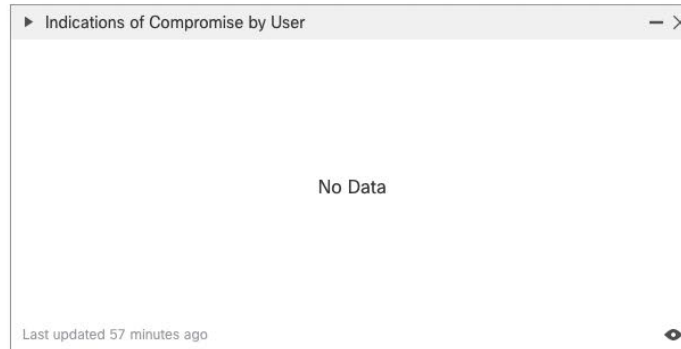 Indications of Compromise by User
No Data
Last updated 57 minutes ago